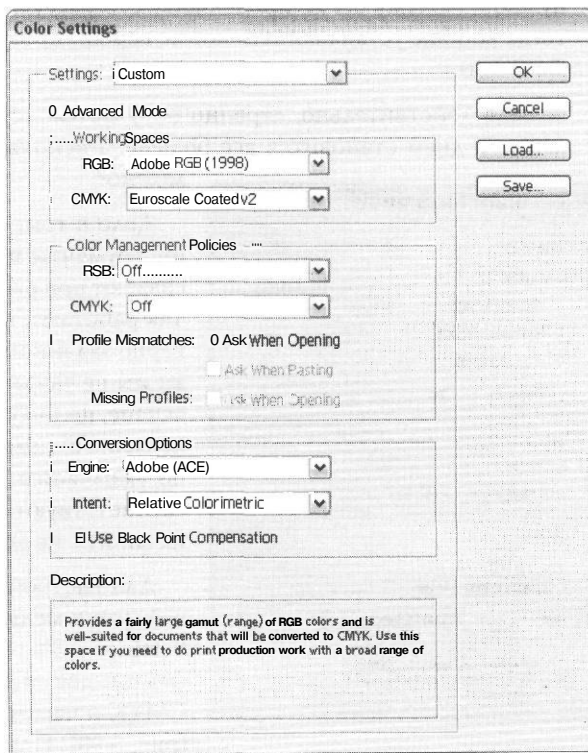 Color Settings
Settings: i Custom
OK
0 Advanced Mode
Cancel
;.....Working Spaces
Load...
RGB: Adobe RGB (1998)
Save...
CMYK: Euroscale Coated v2
Color Management Policies ....
RSB: Off..........
CMYK: Off
l Profile Mismatches: 0 Ask When Opening
Ask When Pasting
Missing Profiles: Ask When Opening
;.....Conversion Options
i Engine: Adobe (ACE)
i Intent: Relative Colorimetric
l El Use Black Point Compensation
Description:
Provides a fairly large gamut (range) of RGB colors and is
well-suited for documents that will be converted to CMYK. Use this
space if you need to do print production work with a broad range of
colors.